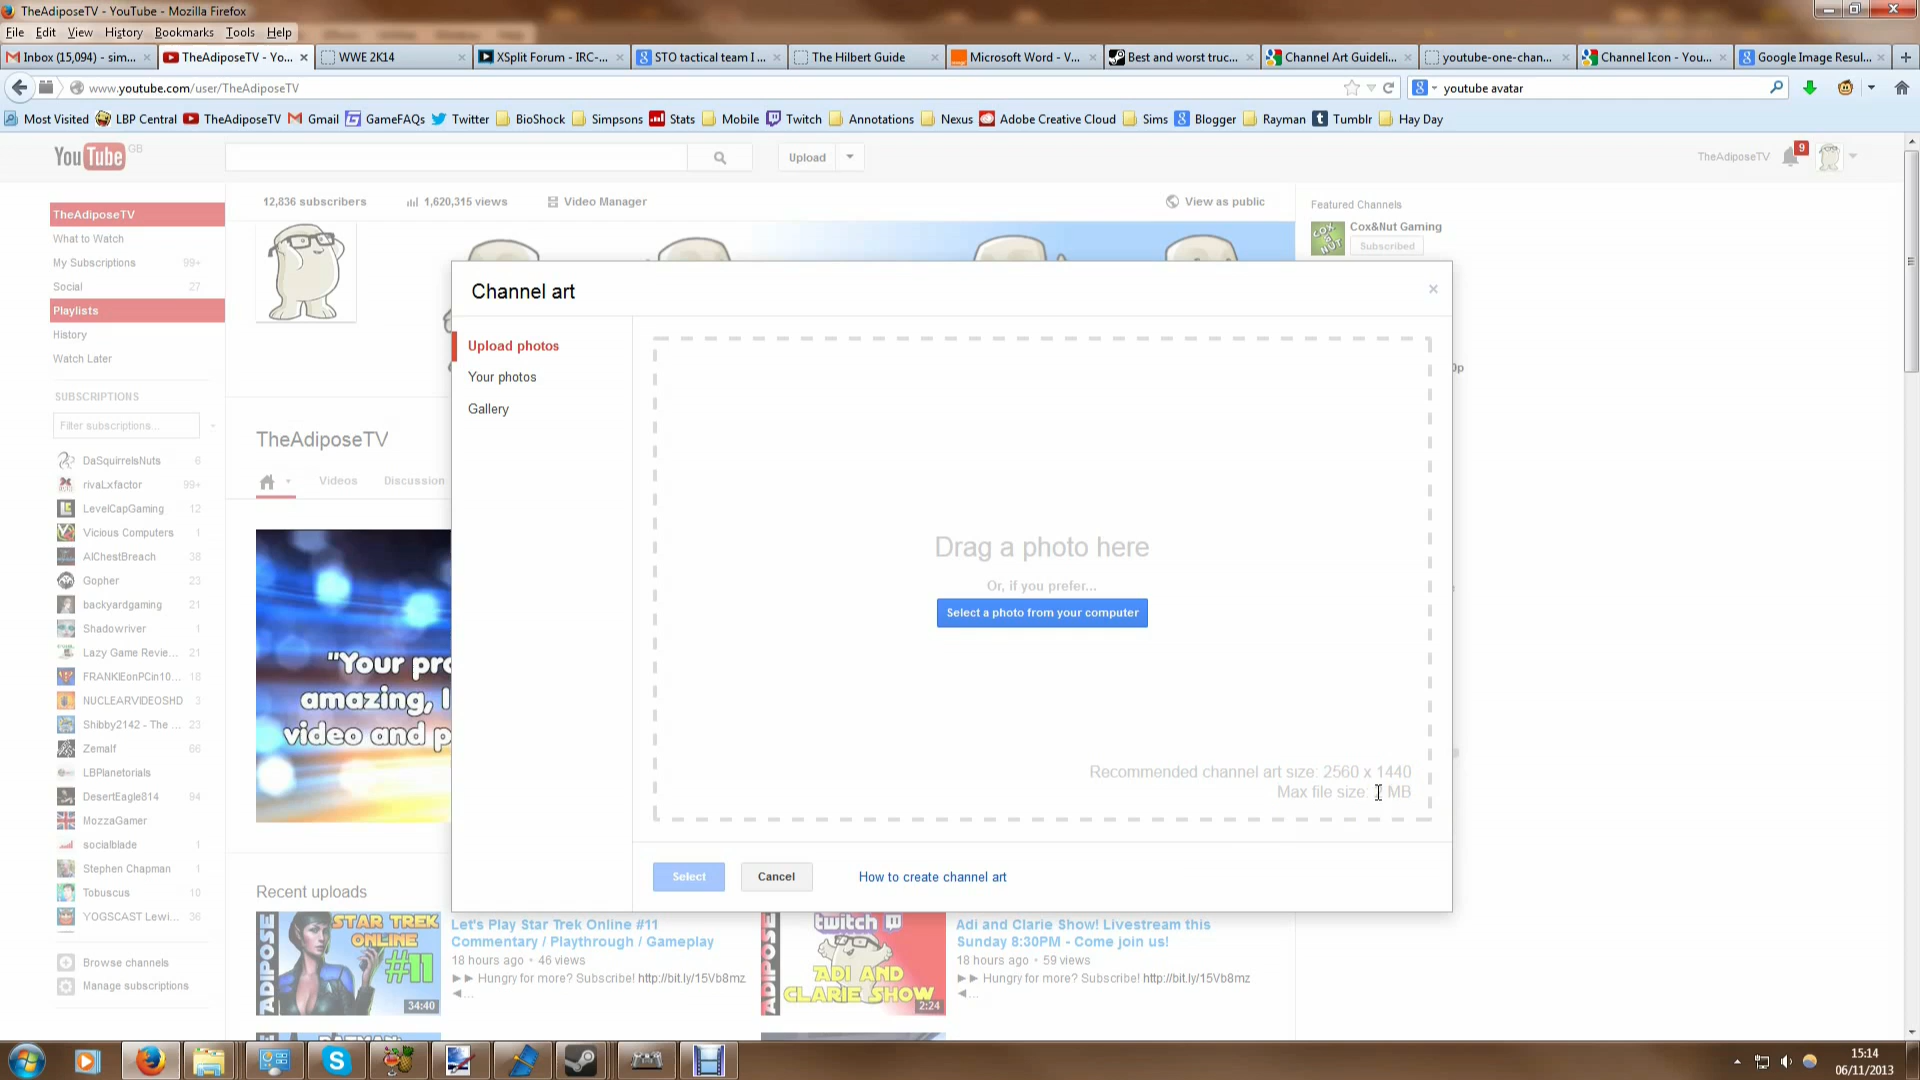 TheAdiposeTV - YouTube - Mozilla Firefox
File Edit View History Bookmarks Tools Help
Inbox (15,094) - sim... TheAdiposeTV - Yo... WWE 2K14 XSplit Forum - IRC-... STO tactical team I ... The Hilbert Guide Microsoft Word - V... Best and worst truc... Channel Art Guideli... youtube-one-chan... Channel Icon - You... Google Image Resul...
www.youtube.com/user/TheAdiposeTV youtube avatar
Most Visited LBP Central TheAdiposeTV Gmail GameFAQs Twitter BioShock Simpsons Stats Mobile Twitch Annotations Nexus Adobe Creative Cloud Sims Blogger Rayman Tumblr Hay Day
YouTube GB Upload TheAdiposeTV 9
12,836 subscribers 1,620,315 views Video Manager View as public
Featured Channels
Cox&Nut Gaming
Subscribed
TheAdiposeTV
What to Watch
My Subscriptions 99+
Social 27
Playlists
History
Watch Later
SUBSCRIPTIONS
Filter subscriptions...
DaSquirrelsNuts 6
rivaLxfactor 99+
LevelCapGaming 12
Vicious Computers 1
AlChestBreach 38
Gopher 23
backyardgaming 21
Shadowriver 1
Lazy Game Revie... 21
FRANKIEonPCin10... 18
NUCLEARVIDEOSHD 3
Shibby2142 - The ... 23
Zemalf 66
LBPlanetorials
DesertEagle814 94
MozzaGamer
socialblade 1
Stephen Chapman 1
Tobuscus 10
YOGSCAST Lewi... 36
Browse channels
Manage subscriptions
Channel art
Upload photos
Your photos
Gallery
Drag a photo here
Or, if you prefer...
Select a photo from your computer
Recommended channel art size: 2560 x 1440
Max file size: MB
Select Cancel How to create channel art
TheAdiposeTV
Videos Discussion
"Your pro
amazing, I
video and p
Recent uploads
ADIPOSE
STAR TREK
ONLINE
#11
34:40
Let's Play Star Trek Online #11
Commentary / Playthrough / Gameplay
18 hours ago • 46 views
►► Hungry for more? Subscribe! http://bit.ly/15Vb8mz
◄...
ADIPOSE
twitch
ADI AND
CLARIE SHOW
2:24
Adi and Clarie Show! Livestream this
Sunday 8:30PM - Come join us!
18 hours ago • 59 views
►► Hungry for more? Subscribe! http://bit.ly/15Vb8mz
◄...
15:14
06/11/2013